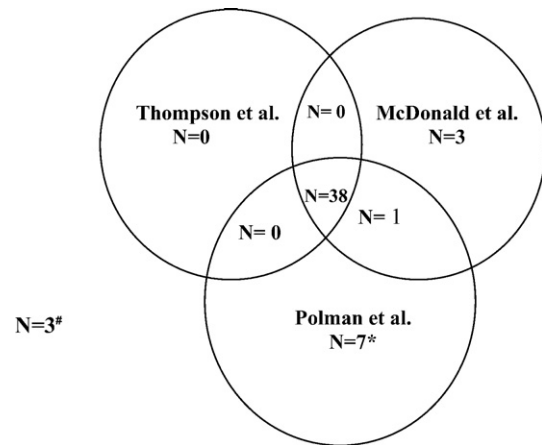 Thompson et al.
N=0
N= 0
McDonald et al.
N=3
N=38
N= 0
N= 1
Polman et al.
N=7*
N=3#